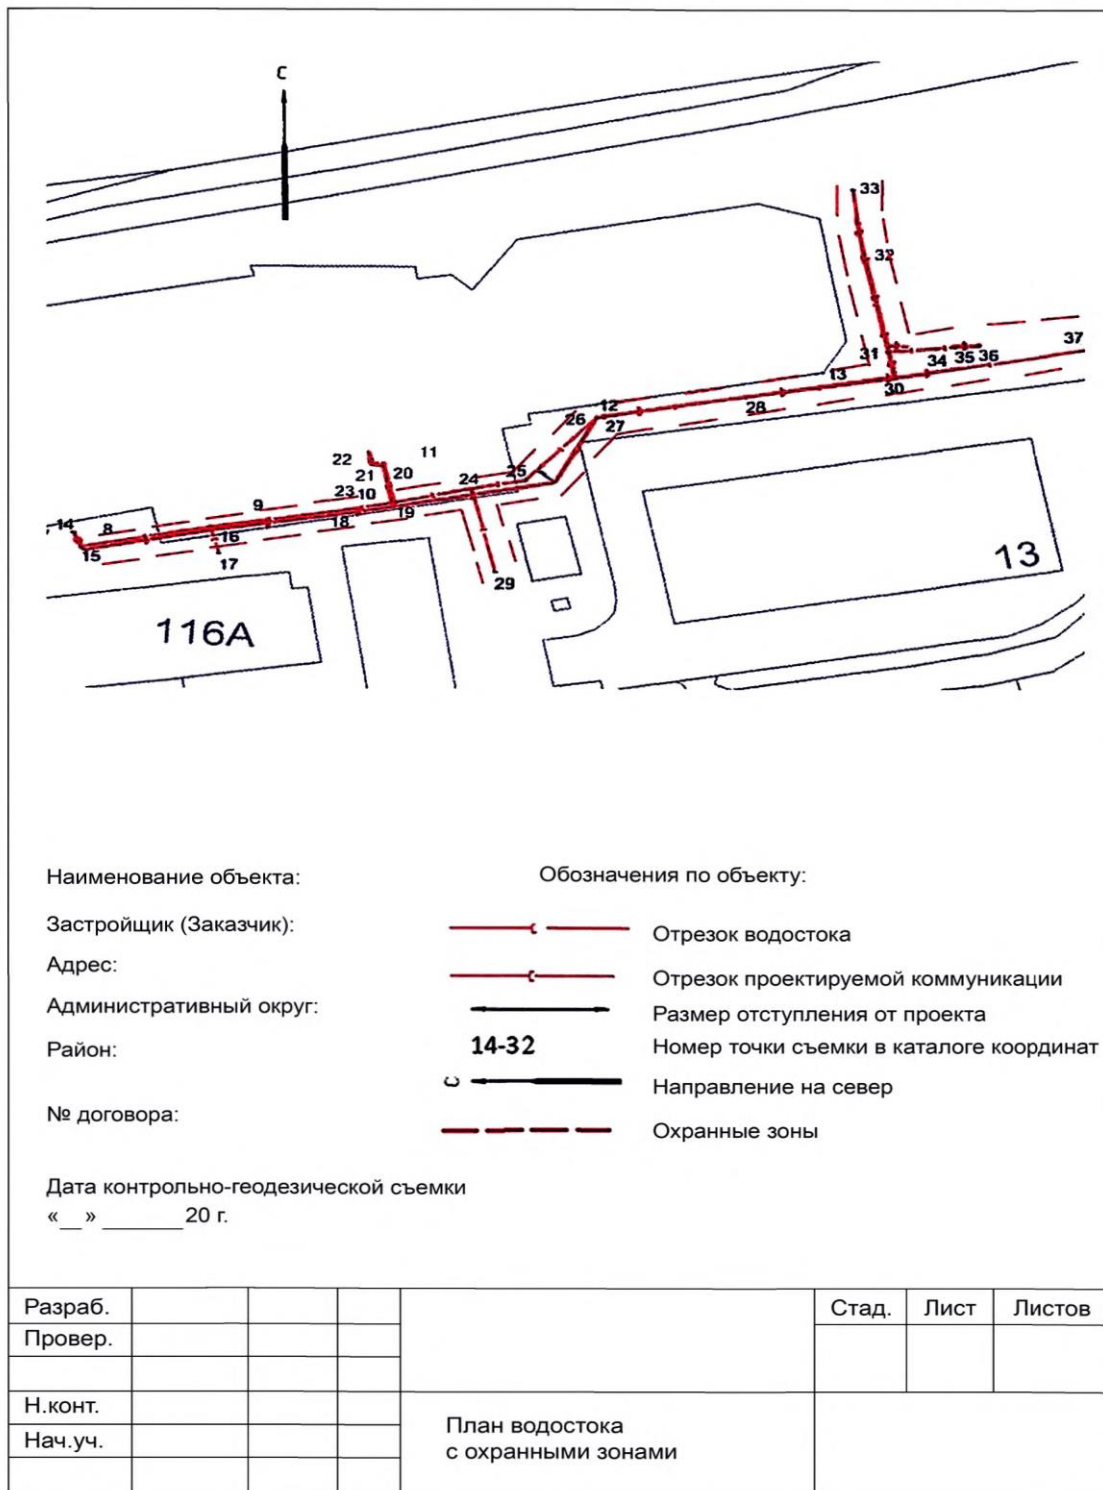 С
33
32
37
31
34
35
36
13
30
12
28
26
27
11
22
20
21
25
24
23
10
9
19
18
14
8
16
15
17
29
13
116А
Наименование объекта:
Обозначения по объекту:
Застройщик (Заказчик):
Отрезок водостока
Адрес:
Отрезок проектируемой коммуникации
Административный округ:
Размер отступления от проекта
Район:
14-32
Номер точки съемки в каталоге координат
С
Направление на север
№ договора:
Охранные зоны
Дата контрольно-геодезической съемки
«__» _______ 20 г.
Разраб.
Стад.
Лист
Листов
Провер.
Н.конт.
Нач.уч.
План водостока
с охранными зонами